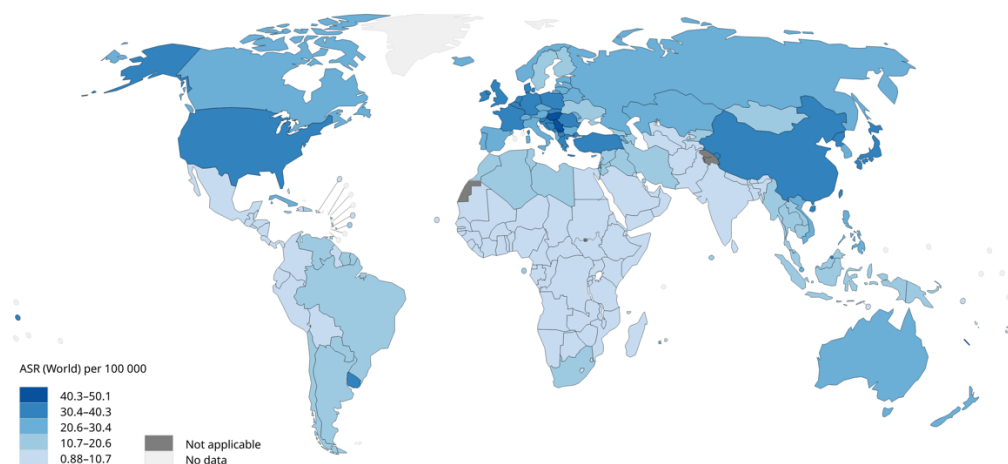 ASR (World) per 100 000
40.3–50.1
30.4–40.3
20.6–30.4
10.7–20.6
0.88–10.7
Not applicable
No data